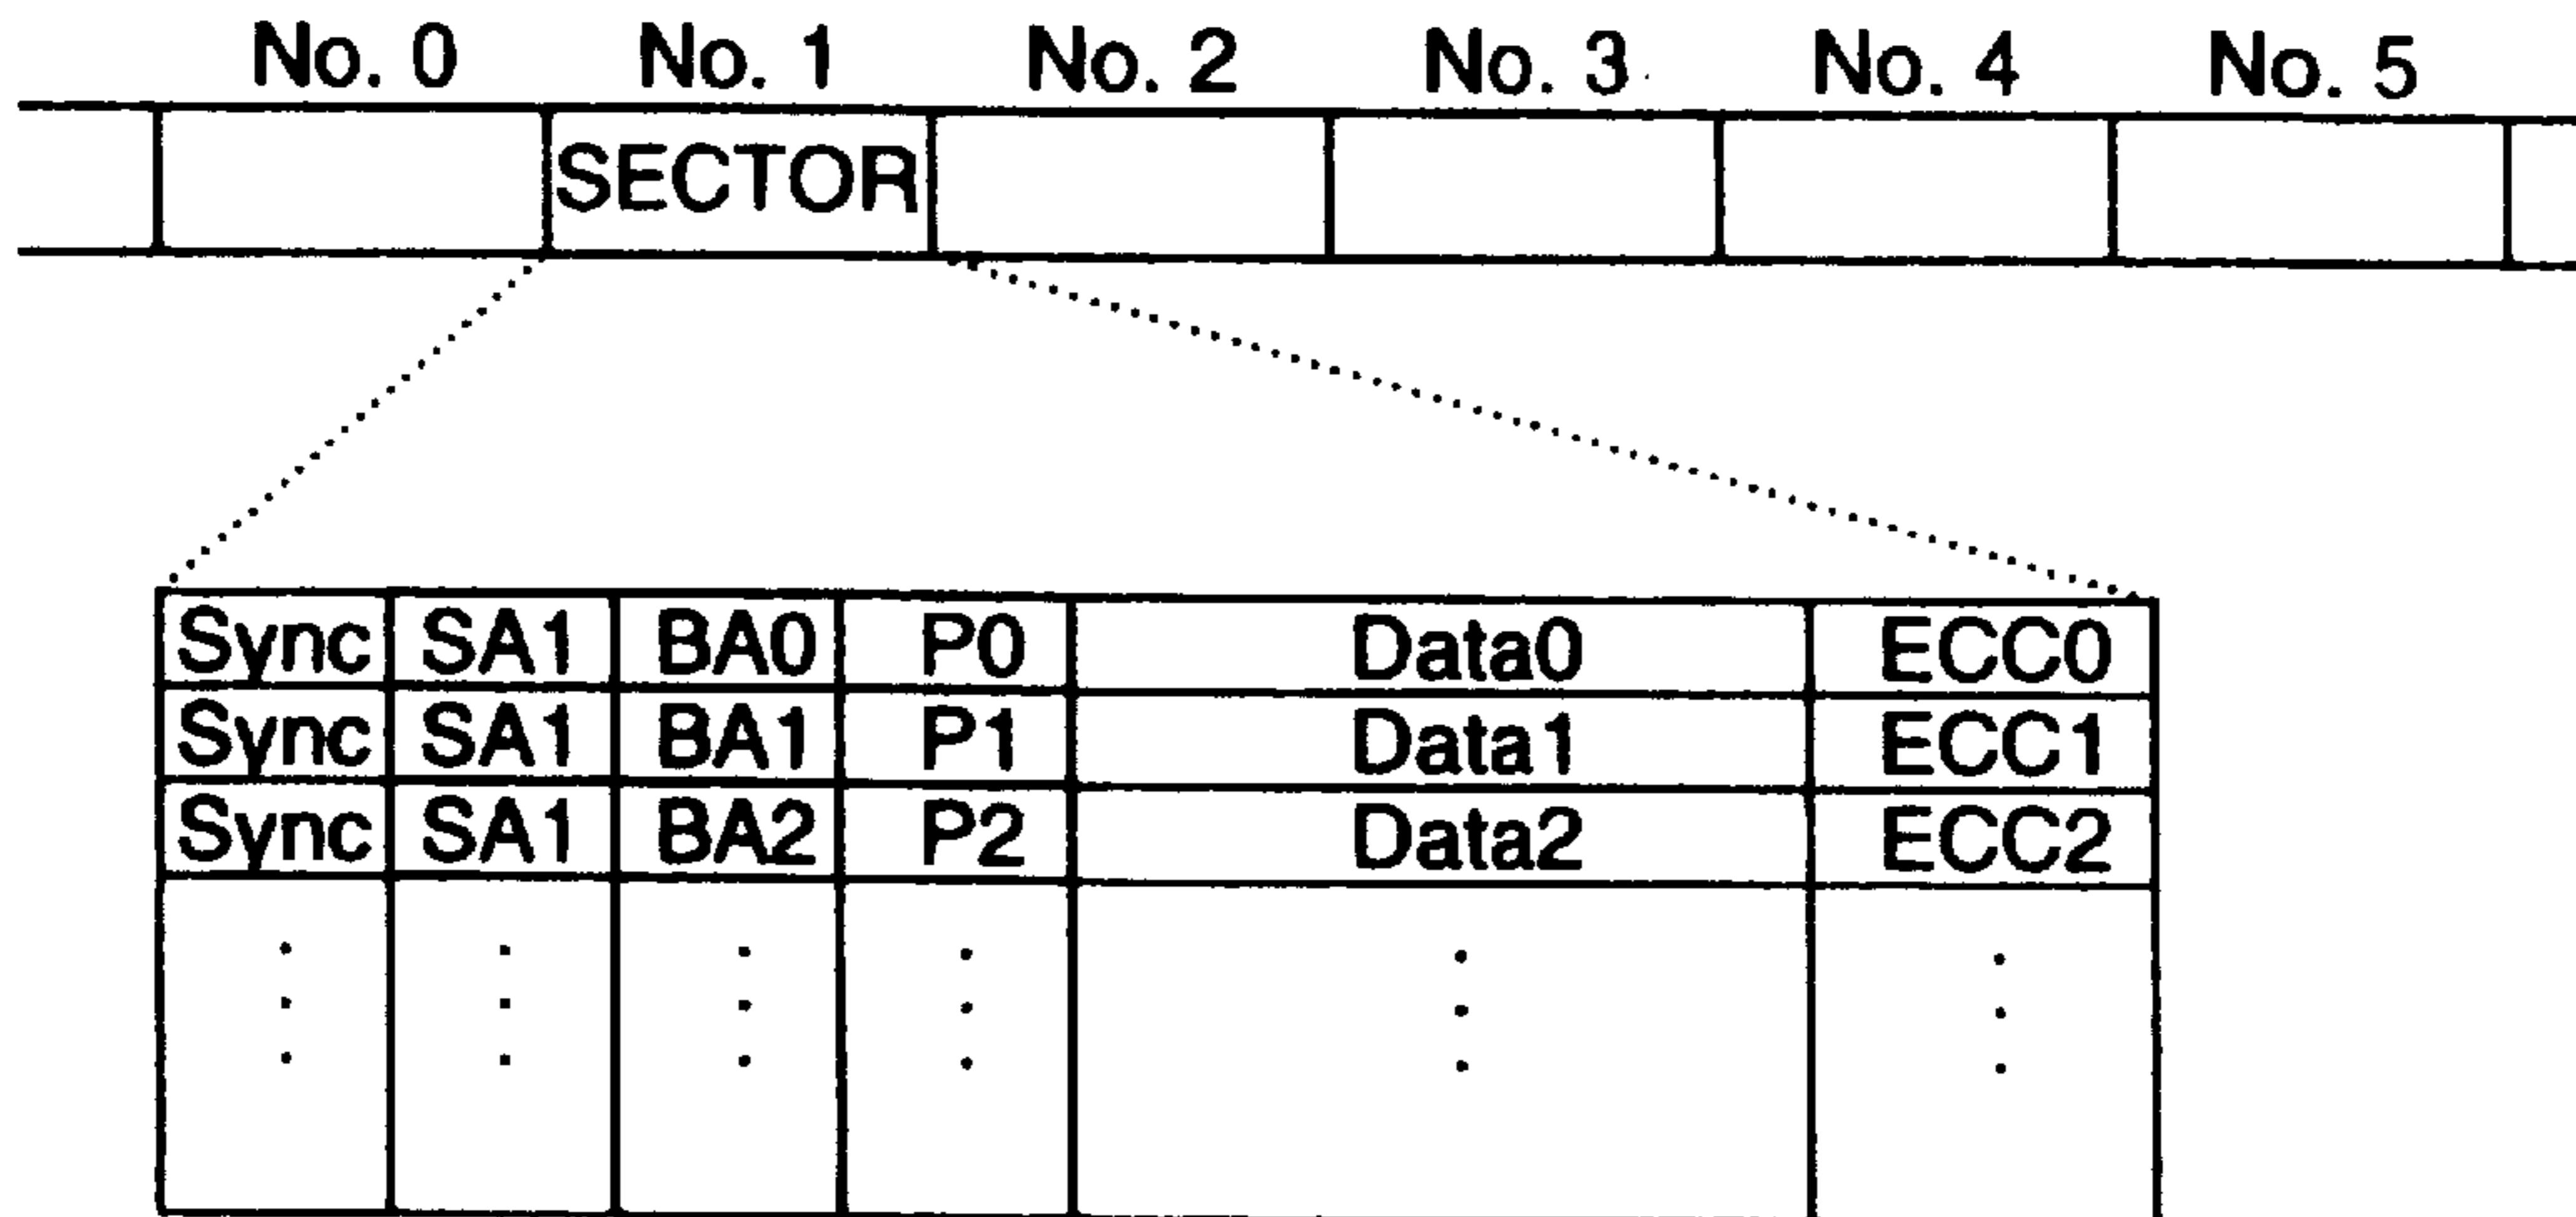 No. 0 No. 1 No. 2 No. 3 No. 4 No. 5
SECTOR
Sync SA1 BA0 P0 Data0 ECC0
Sync SA1 BA1 P1 Data1 ECC1
Sync SA1 BA2 P2 Data2 ECC2